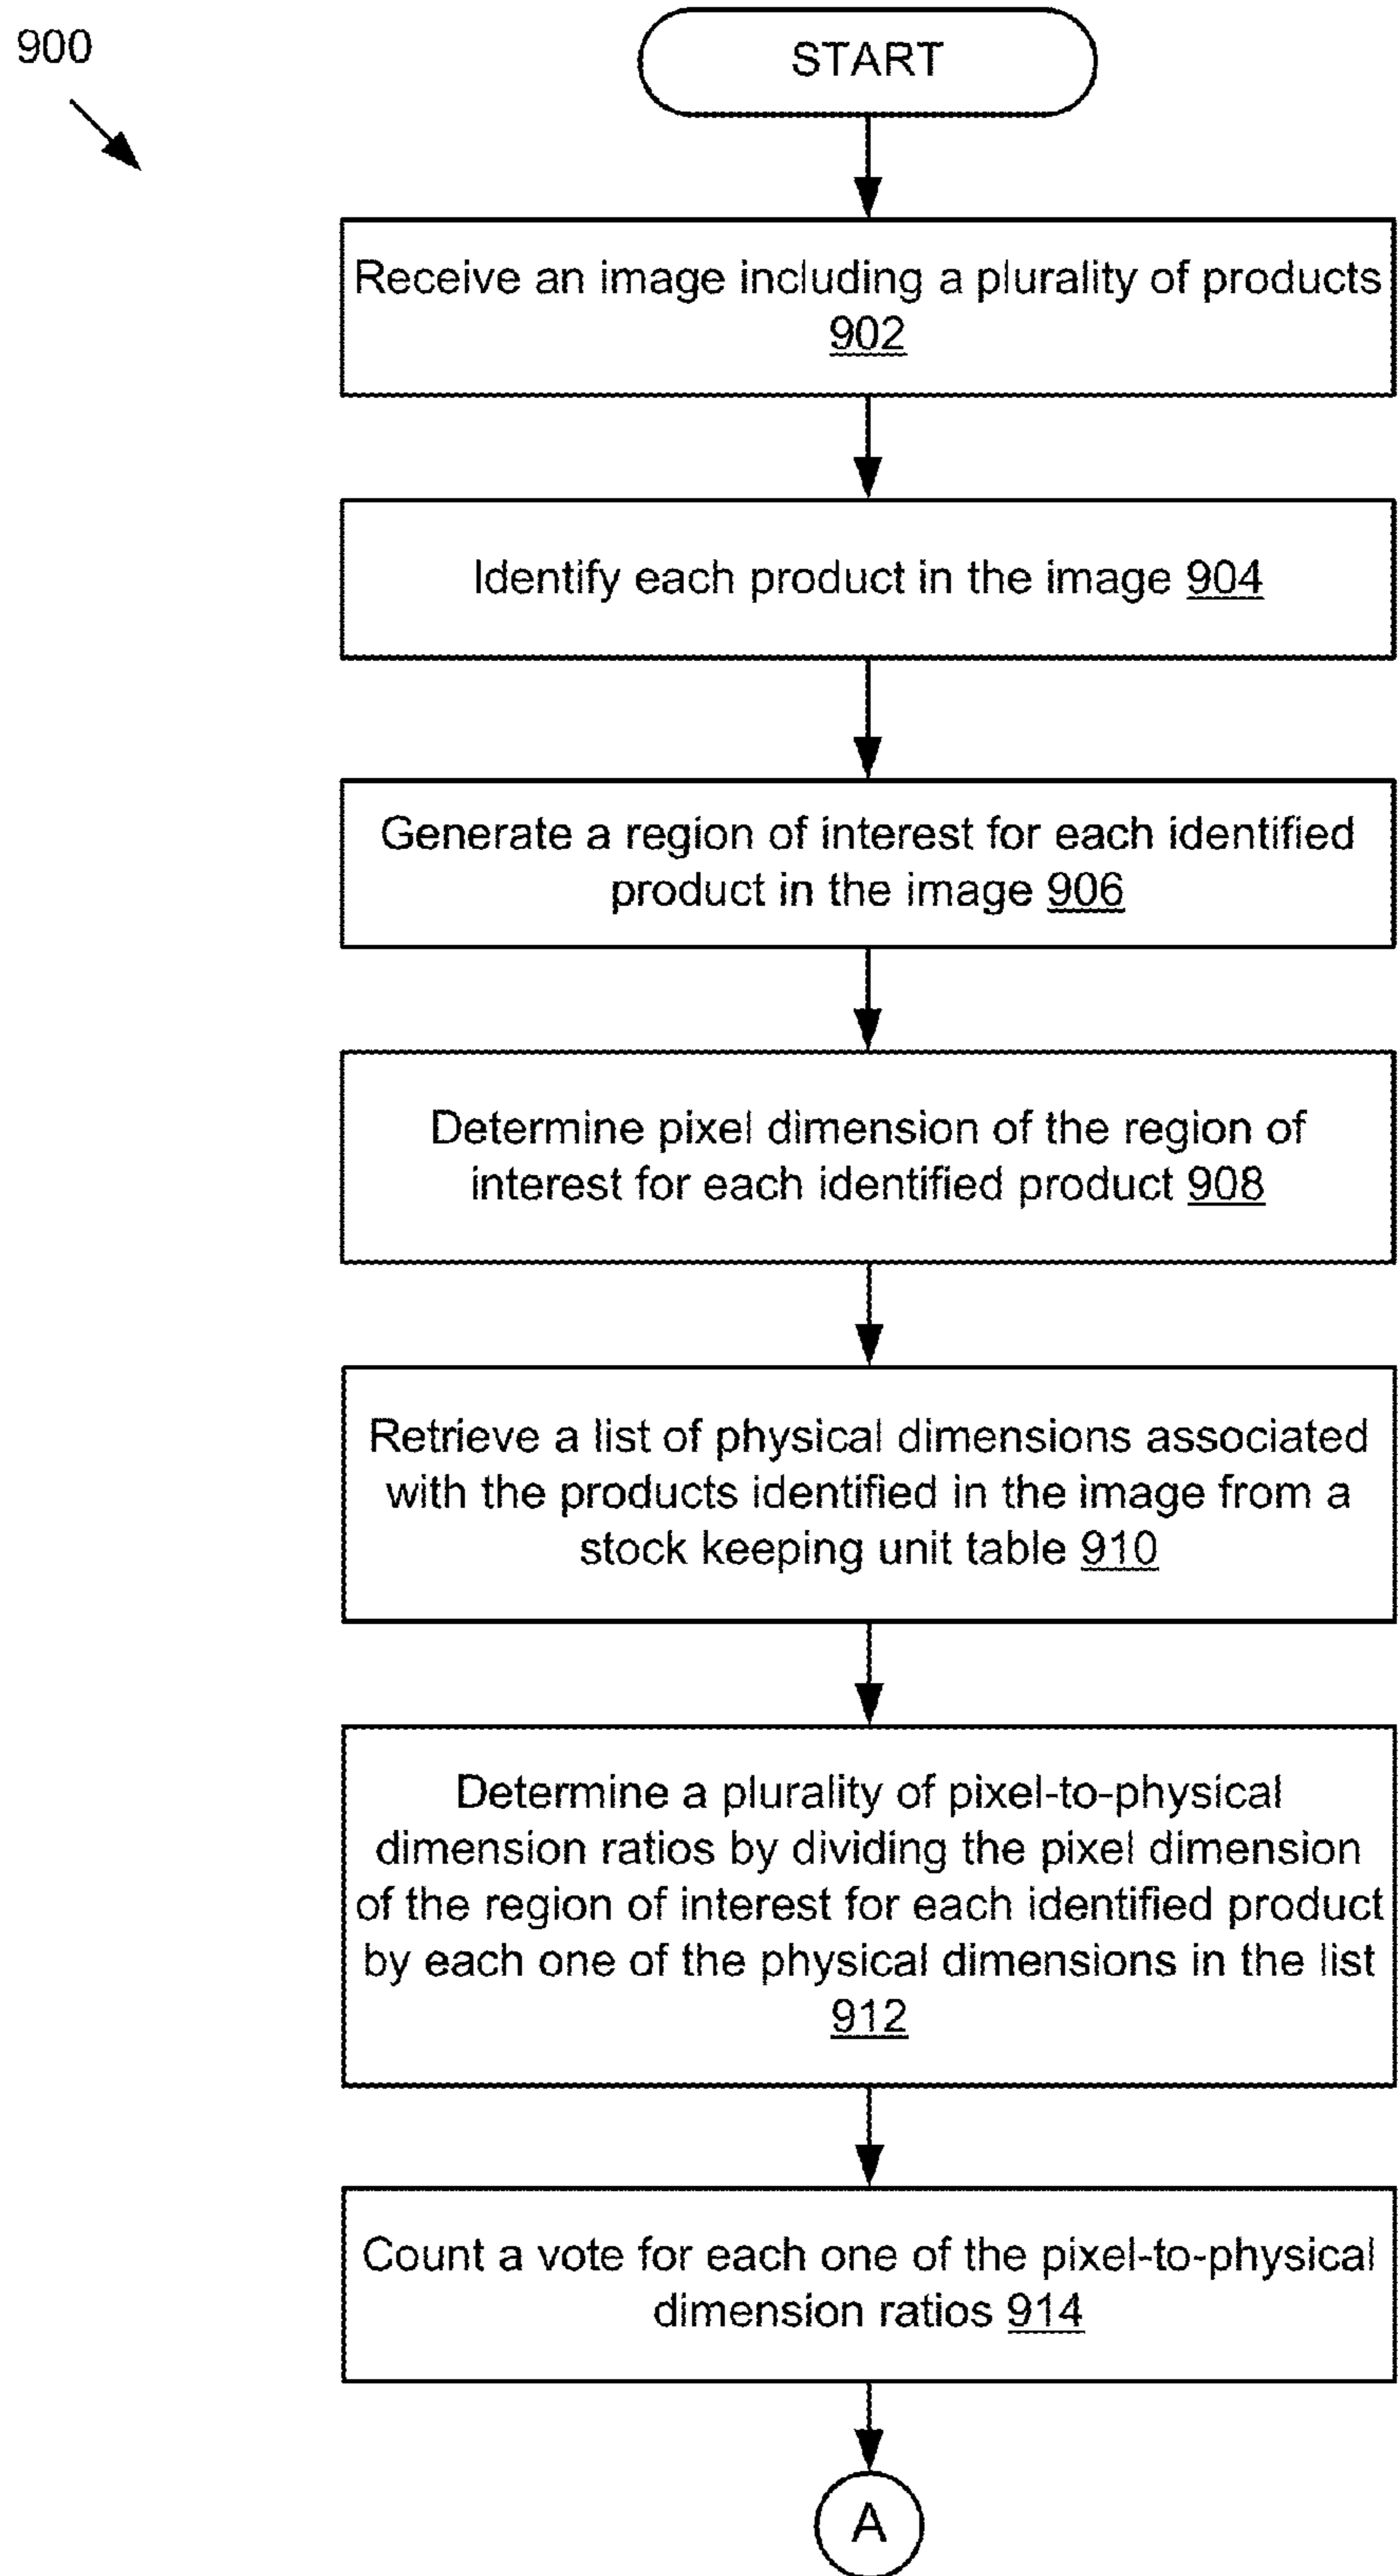 900
START
Receive an image including a plurality of products
902
Identify each product in the image 904
Generate a region of interest for each identified
product in the image 906
Determine pixel dimension of the region of
interest for each identified product 908
Retrieve a list of physical dimensions associated
with the products identified in the image from a
stock keeping unit table 910
Determine a plurality of pixel-to-physical
dimension ratios by dividing the pixel dimension
of the region of interest for each identified product
by each one of the physical dimensions in the list
912
Count a vote for each one of the pixel-to-physical
dimension ratios 914
A